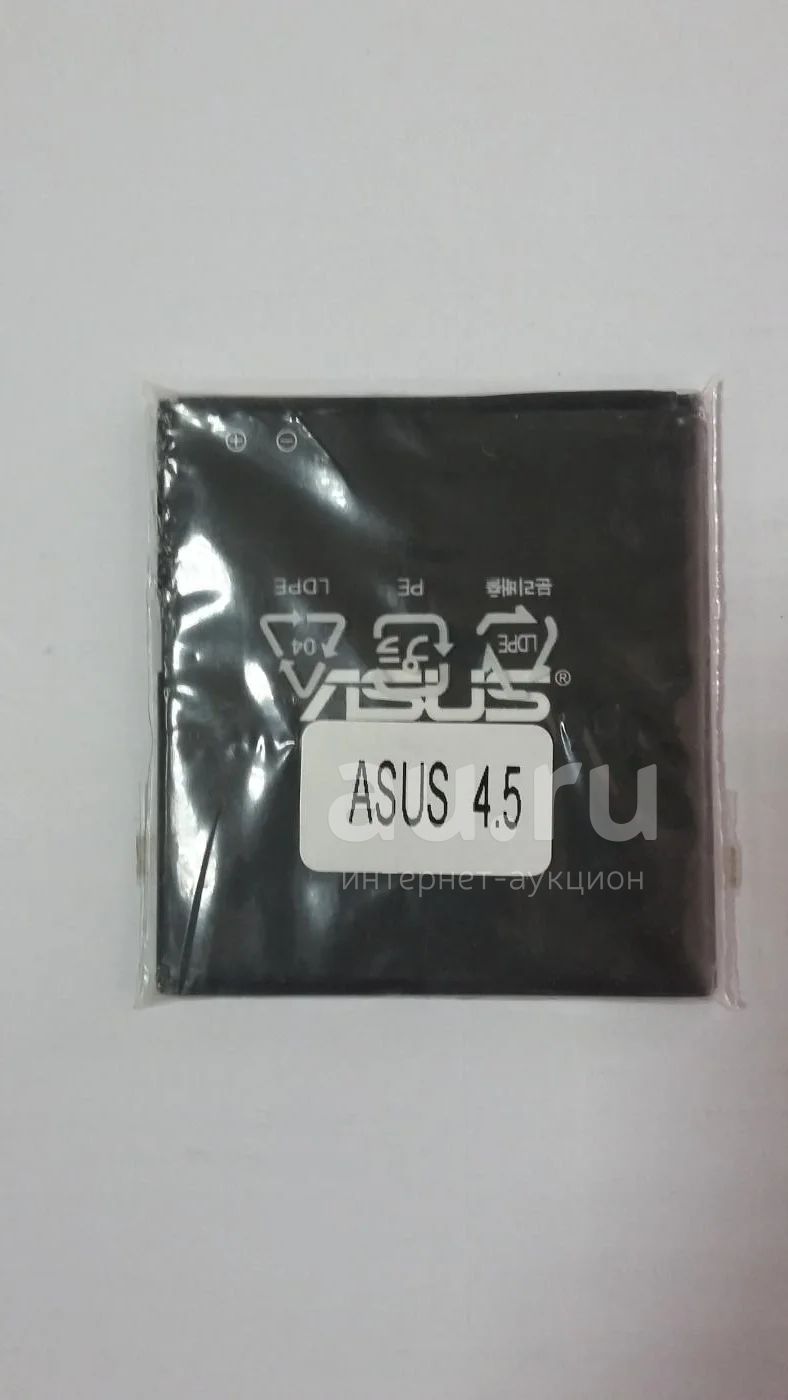 LDPE PE 분리배출
04 LDPE
ASUS®
ASUS 4.5
au.ru
интернет-аукцион